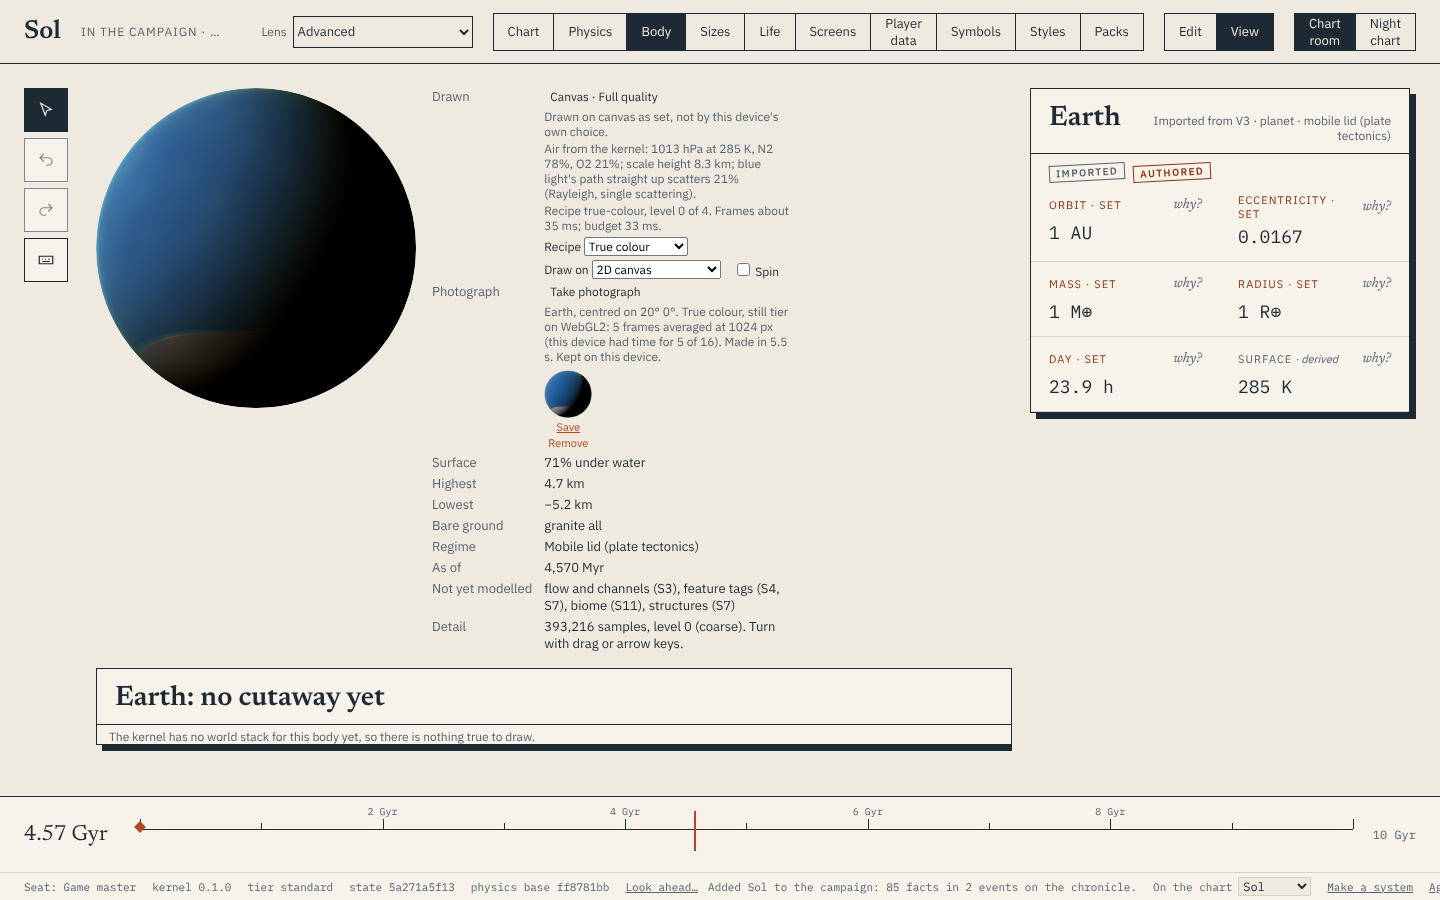 Sol IN THE CAMPAIGN · … Lens Advanced Chart Physics Body Sizes Life Screens Player data Symbols Styles Packs Edit View Chart room Night chart
Drawn Canvas · Full quality
Drawn on canvas as set, not by this device's
own choice.
Air from the kernel: 1013 hPa at 285 K, N2
78%, O2 21%; scale height 8.3 km; blue
light's path straight up scatters 21%
(Rayleigh, single scattering).
Recipe true-colour, level 0 of 4. Frames about
35 ms; budget 33 ms.
Recipe True colour
Draw on 2D canvas Spin
Photograph Take photograph
Earth, centred on 20° 0°. True colour, still tier
on WebGL2: 5 frames averaged at 1024 px
(this device had time for 5 of 16). Made in 5.5
s. Kept on this device.
Save
Remove
Surface 71% under water
Highest 4.7 km
Lowest −5.2 km
Bare ground granite all
Regime Mobile lid (plate tectonics)
As of 4,570 Myr
Not yet modelled flow and channels (S3), feature tags (S4,
S7), biome (S11), structures (S7)
Detail 393,216 samples, level 0 (coarse). Turn
with drag or arrow keys.
Earth Imported from V3 · planet · mobile lid (plate
tectonics)
IMPORTED AUTHORED
ORBIT · SET why?
1 AU
ECCENTRICITY ·
SET why?
0.0167
MASS · SET why?
1 M⊕
RADIUS · SET why?
1 R⊕
DAY · SET why?
23.9 h
SURFACE · derived why?
285 K
Earth: no cutaway yet
The kernel has no world stack for this body yet, so there is nothing true to draw.
4.57 Gyr 2 Gyr 4 Gyr 6 Gyr 8 Gyr 10 Gyr
Seat: Game master kernel 0.1.0 tier standard state 5a271a5f13 physics base ff8781bb Look ahead… Added Sol to the campaign: 85 facts in 2 events on the chronicle. On the chart Sol Make a system